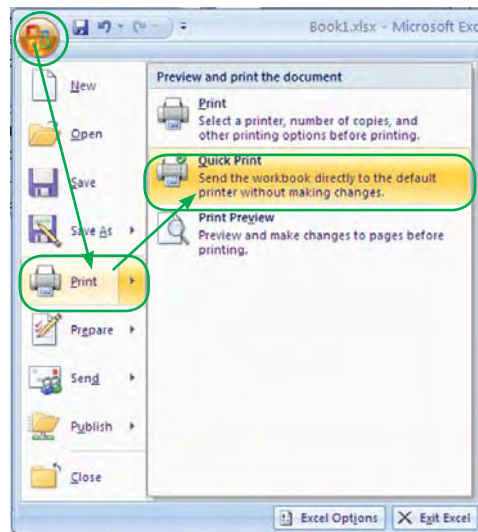 Book1.xlsx - Microsoft Exc
New
Open
Save
Save As
Print
Prepare
Send
Publish
Close
Preview and print the document
Print
Select a printer, number of copies, and
other printing options before printing.
Quick Print
Send the workbook directly to the default
printer without making changes.
Print Preview
Preview and make changes to pages before
printing.
Excel Options
Exit Excel